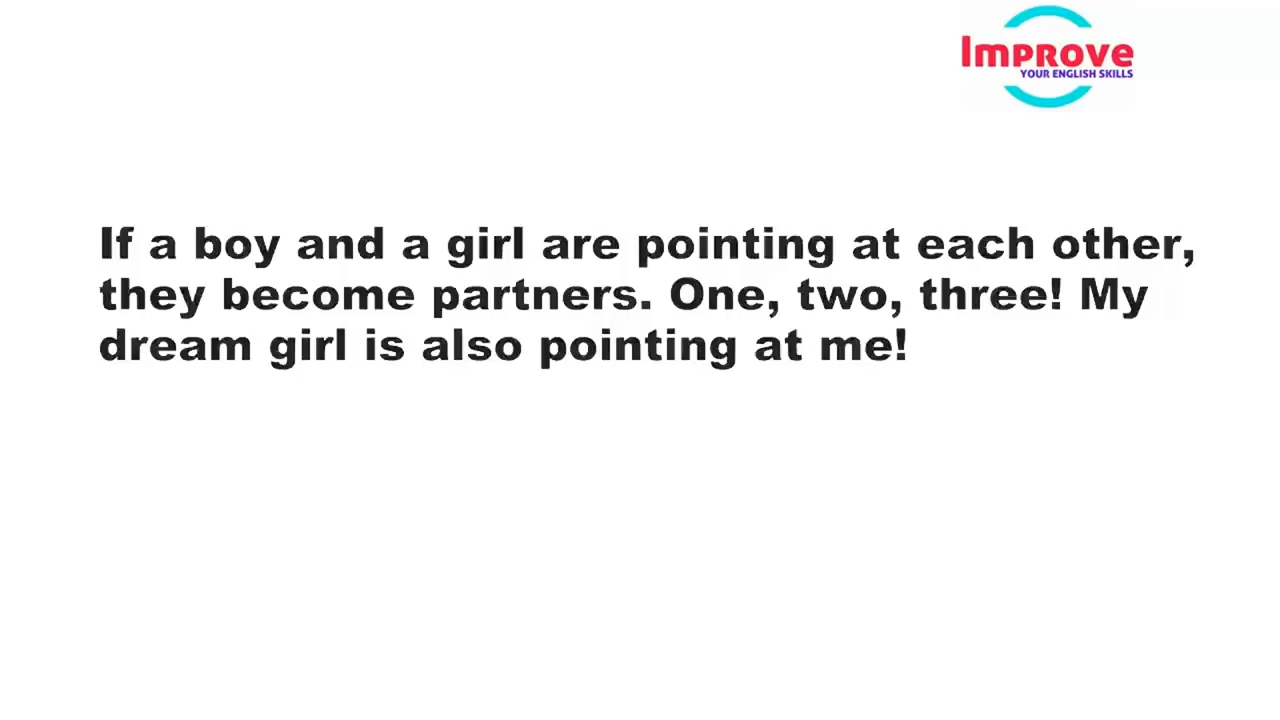 Improve
YOUR ENGLISH SKILLS
If a boy and a girl are pointing at each other,
they become partners. One, two, three! My
dream girl is also pointing at me!